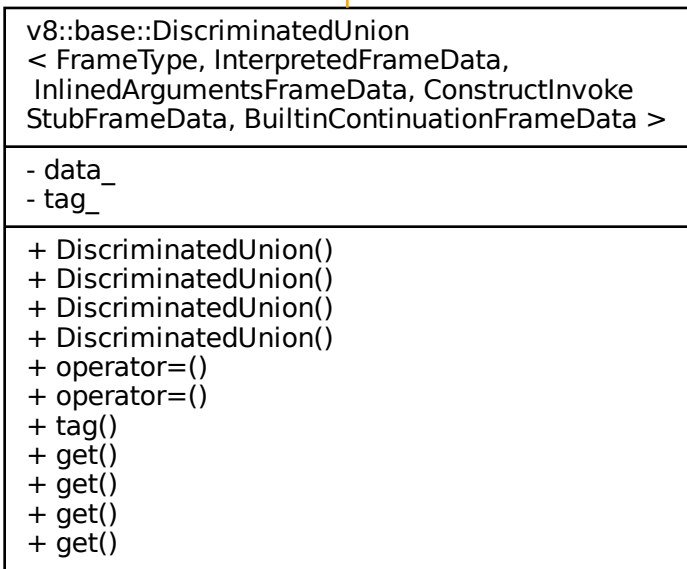 v8::base::DiscriminatedUnion
< FrameType, InterpretedFrameData,
InlinedArgumentsFrameData, ConstructInvoke
StubFrameData, BuiltinContinuationFrameData >
- data_
- tag_
+ DiscriminatedUnion()
+ DiscriminatedUnion()
+ DiscriminatedUnion()
+ DiscriminatedUnion()
+ operator=()
+ operator=()
+ tag()
+ get()
+ get()
+ get()
+ get()